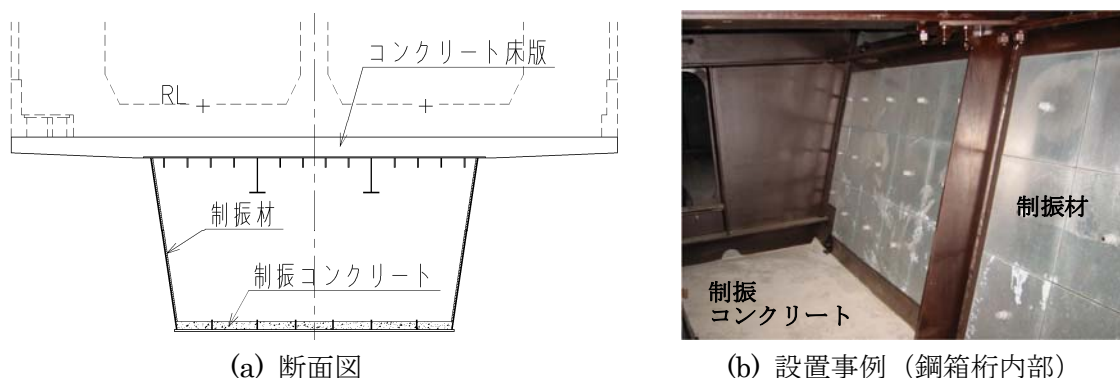 コンクリート床版
RL
制振材
制振コンクリート
(a) 断面図
制振材
制振
コンクリート
(b) 設置事例（鋼箱桁内部）